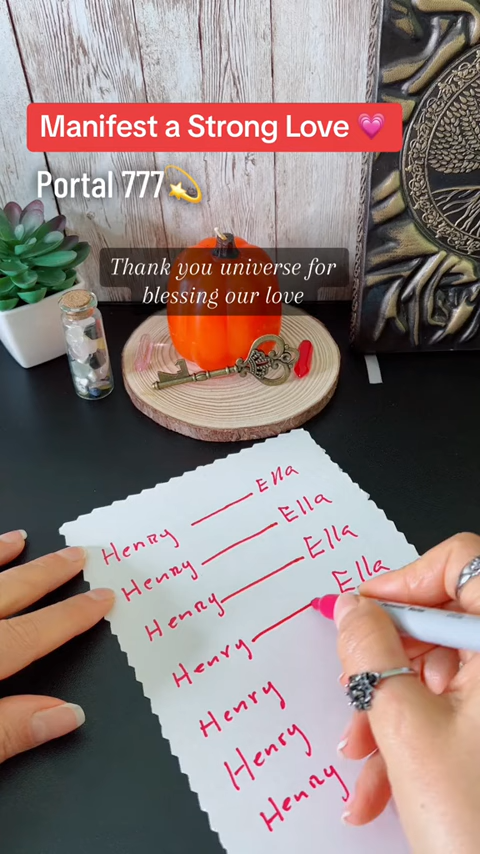 Manifest a Strong Love 💗
Portal 777💫
Thank you universe for
blessing our love
Henry — Ella
Henry — Ella
Henry — Ella
Henry — Ella
Henry
Henry
Henry